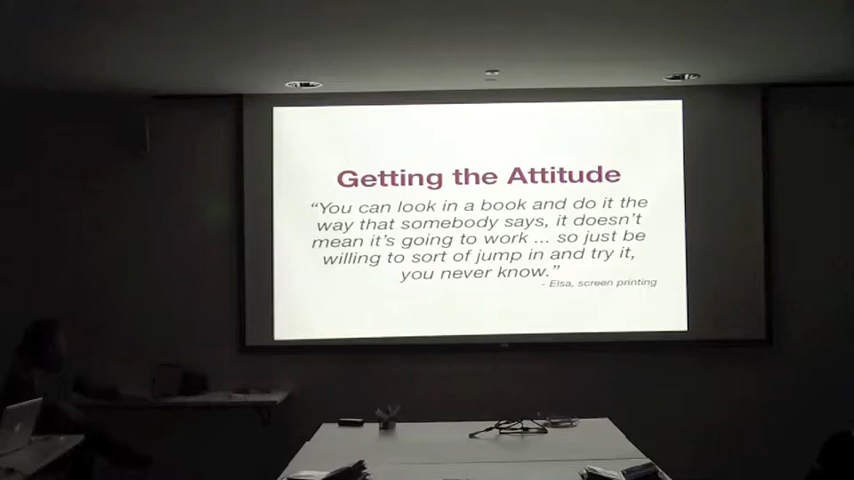 Getting the Attitude
“You can look in a book and do it the
way that somebody says, it doesn’t
mean it’s going to work ... so just be
willing to sort of jump in and try it,
you never know.”
- Elsa, screen printing